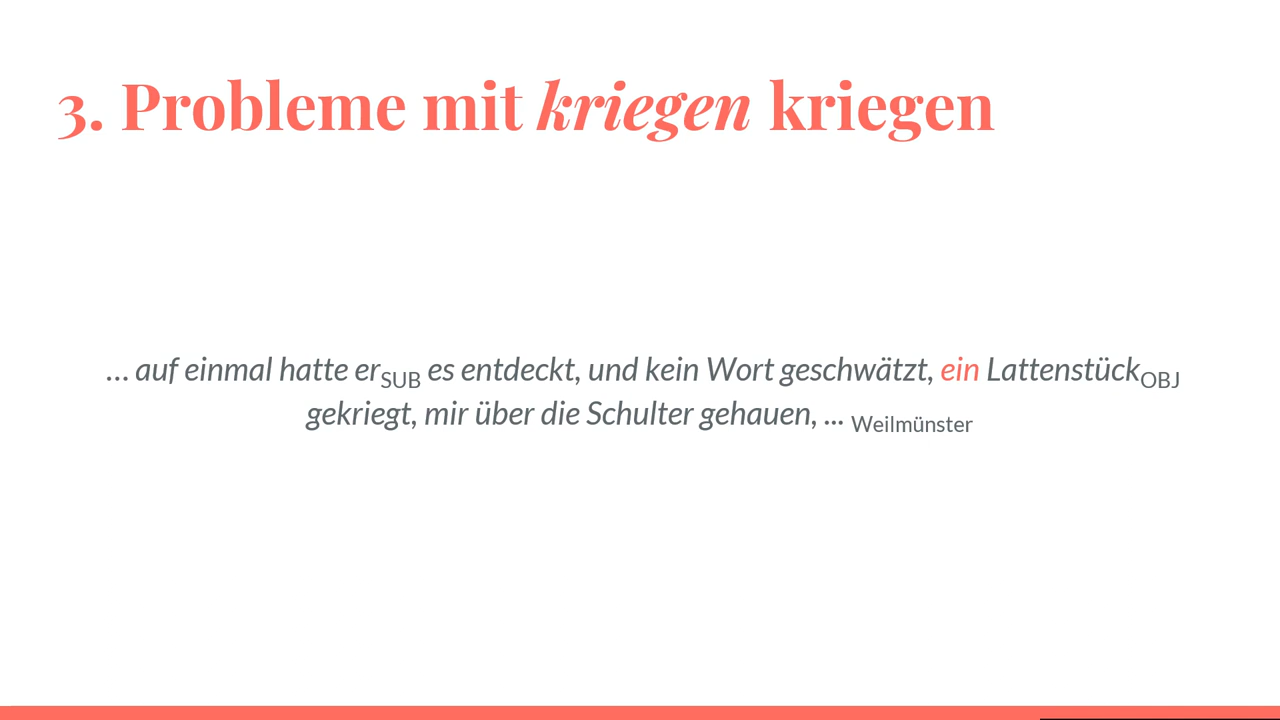 3. Probleme mit kriegen kriegen
… auf einmal hatte erSUB es entdeckt, und kein Wort geschwätzt, ein LattenstückOBJ
gekriegt, mir über die Schulter gehauen, ... Weilmünster